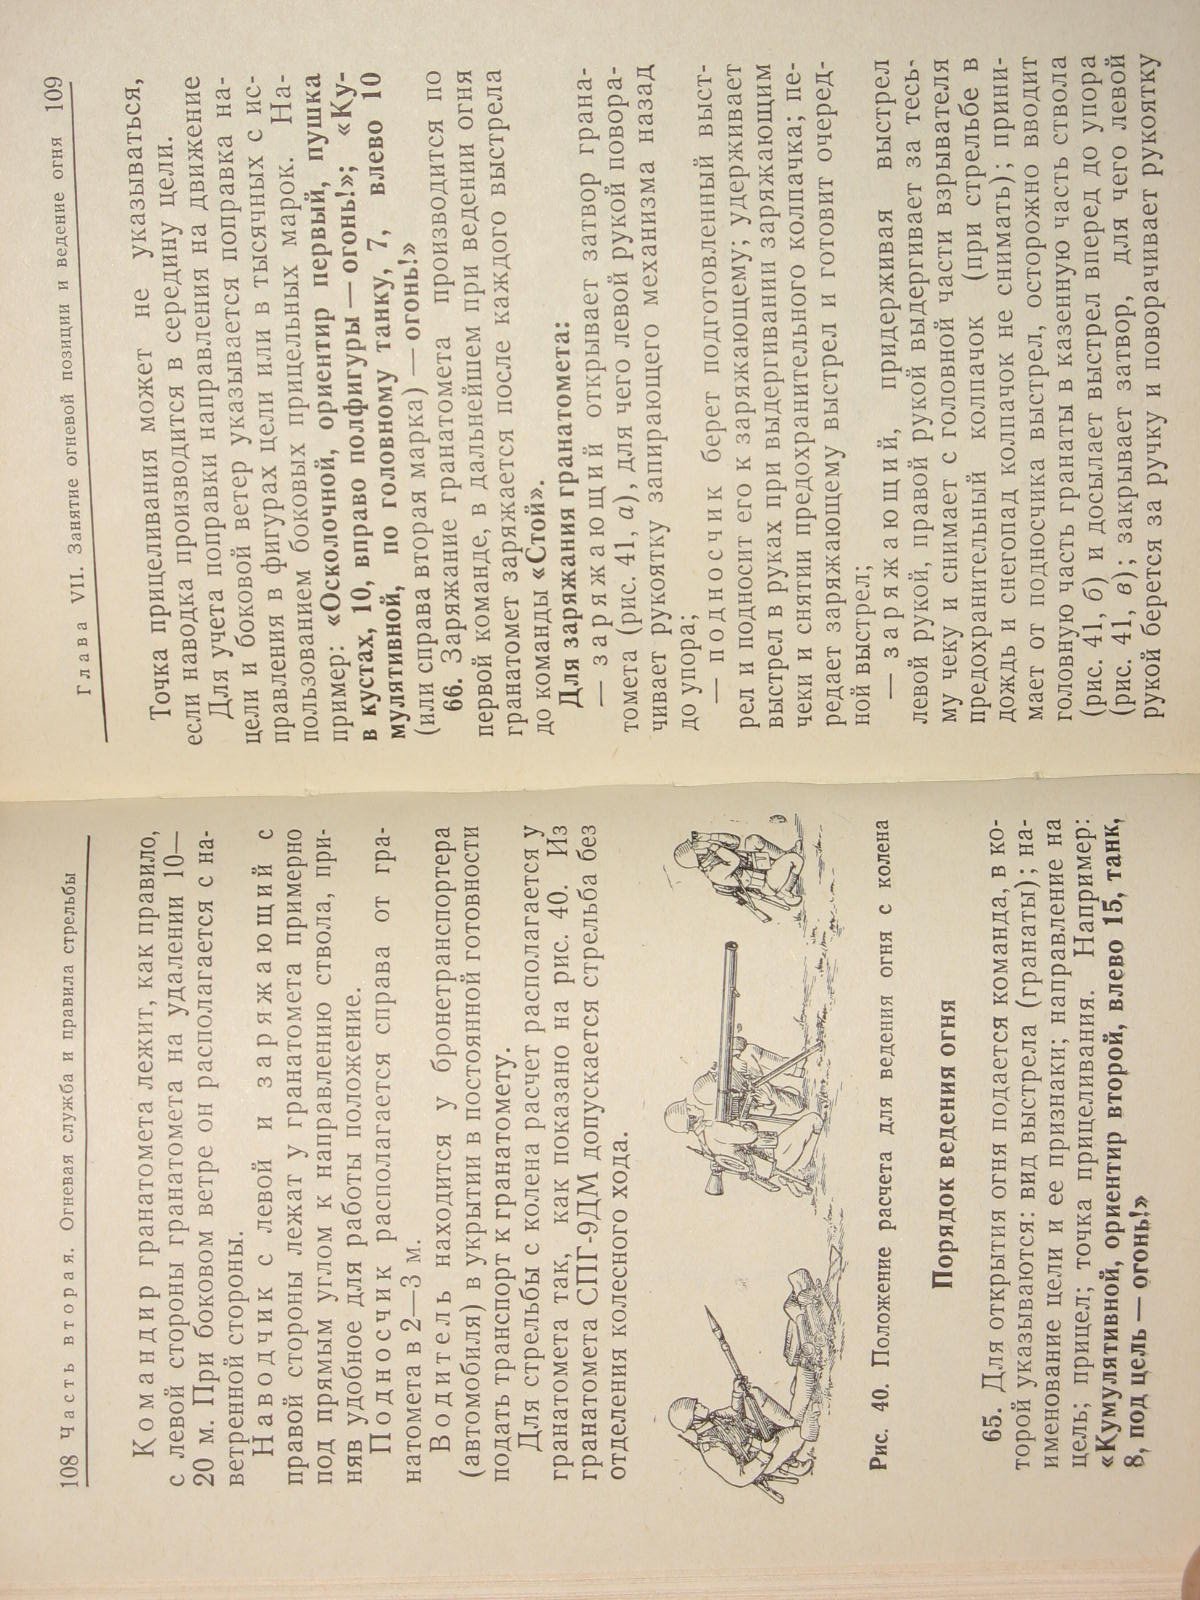 108 Часть вторая. Огневая служба и правила стрельбы
Командир гранатомета лежит, как правило,
с левой стороны гранатомета на удалении 10—
20 м. При боковом ветре он располагается с на-
ветренной стороны.
Наводчик с левой и заряжающий с
правой стороны лежат у гранатомета примерно
под прямым углом к направлению ствола, при-
няв удобное для работы положение.
Подносчик располагается справа от гра-
натомета в 2—3 м.
Водитель находится у бронетранспортера
(автомобиля) в укрытии в постоянной готовности
подать транспорт к гранатомету.
Для стрельбы с колена расчет располагается у
гранатомета так, как показано на рис. 40. Из
гранатомета СПГ-9ДМ допускается стрельба без
отделения колесного хода.
Рис. 40. Положение расчета для ведения огня с колена
Порядок ведения огня
65. Для открытия огня подается команда, в ко-
торой указываются: вид выстрела (гранаты); на-
именование цели и ее признаки; направление на
цель; прицел; точка прицеливания. Например:
«Кумулятивной, ориентир второй, влево 15, танк,
8, под цель — огонь!»
Глава VII. Занятие огневой позиции и ведение огня 109
Точка прицеливания может не указываться,
если наводка производится в середину цели.
Для учета поправки направления на движение
цели и боковой ветер указывается поправка на-
правления в фигурах цели или в тысячных с ис-
пользованием боковых прицельных марок. На-
пример: «Осколочной, ориентир первый, пушка
в кустах, 10, вправо полфигуры — огонь!»; «Ку-
мулятивной, по головному танку, 7, влево 10
(или справа вторая марка) — огонь!»
66. Заряжание гранатомета производится по
первой команде, в дальнейшем при ведении огня
гранатомет заряжается после каждого выстрела
до команды «Стой».
Для заряжания гранатомета:
— заряжающий открывает затвор грана-
томета (рис. 41, а), для чего левой рукой повора-
чивает рукоятку запирающего механизма назад
до упора;
— подносчик берет подготовленный выст-
рел и подносит его к заряжающему; удерживает
выстрел в руках при выдергивании заряжающим
чеки и снятии предохранительного колпачка; пе-
редает заряжающему выстрел и готовит очеред-
ной выстрел;
— заряжающий, придерживая выстрел
левой рукой, правой рукой выдергивает за тесь-
му чеку и снимает с головной части взрывателя
предохранительный колпачок (при стрельбе в
дождь и снегопад колпачок не снимать); прини-
мает от подносчика выстрел, осторожно вводит
головную часть гранаты в казенную часть ствола
(рис. 41, б) и досылает выстрел вперед до упора
(рис. 41, в); закрывает затвор, для чего левой
рукой берется за ручку и поворачивает рукоятку